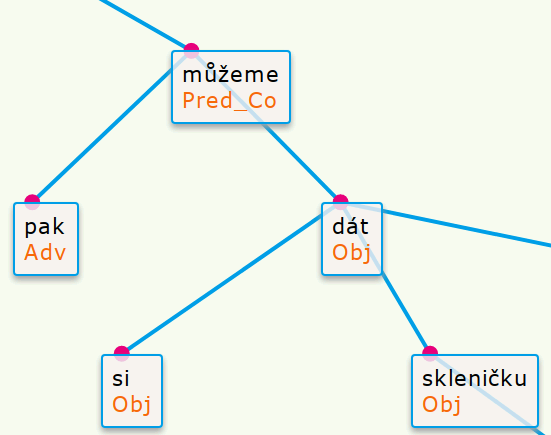 můžeme
Pred_Co
pak
Adv
dát
Obj
si
Obj
skleničku
Obj